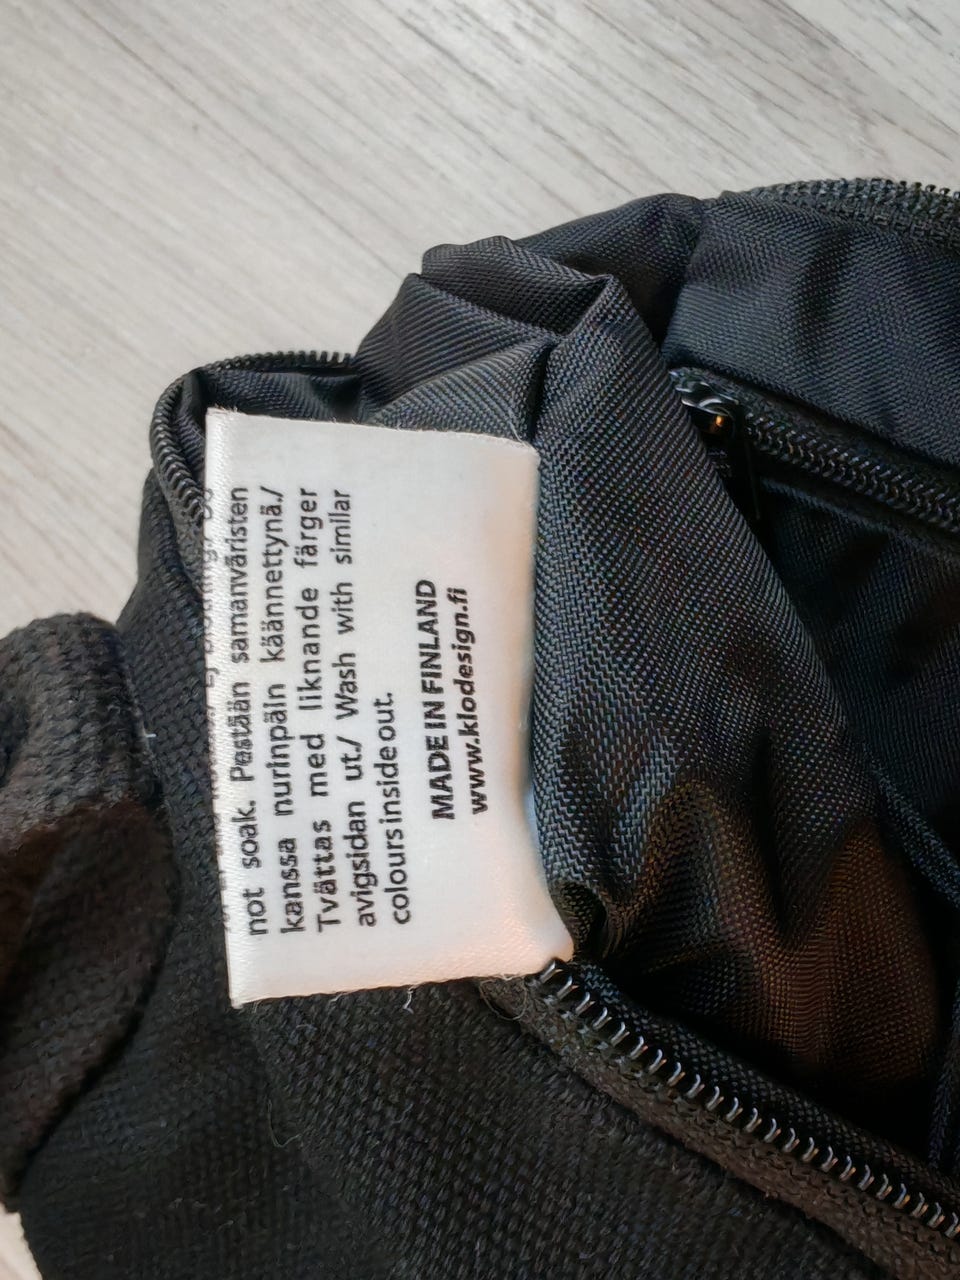 not soak. Pestään samanväristen
kanssa nurinpäin käännettynä./
Tvättas med liknande färger
avigsidan ut./ Wash with similar
colours inside out.
MADE IN FINLAND
www.klodesign.fi